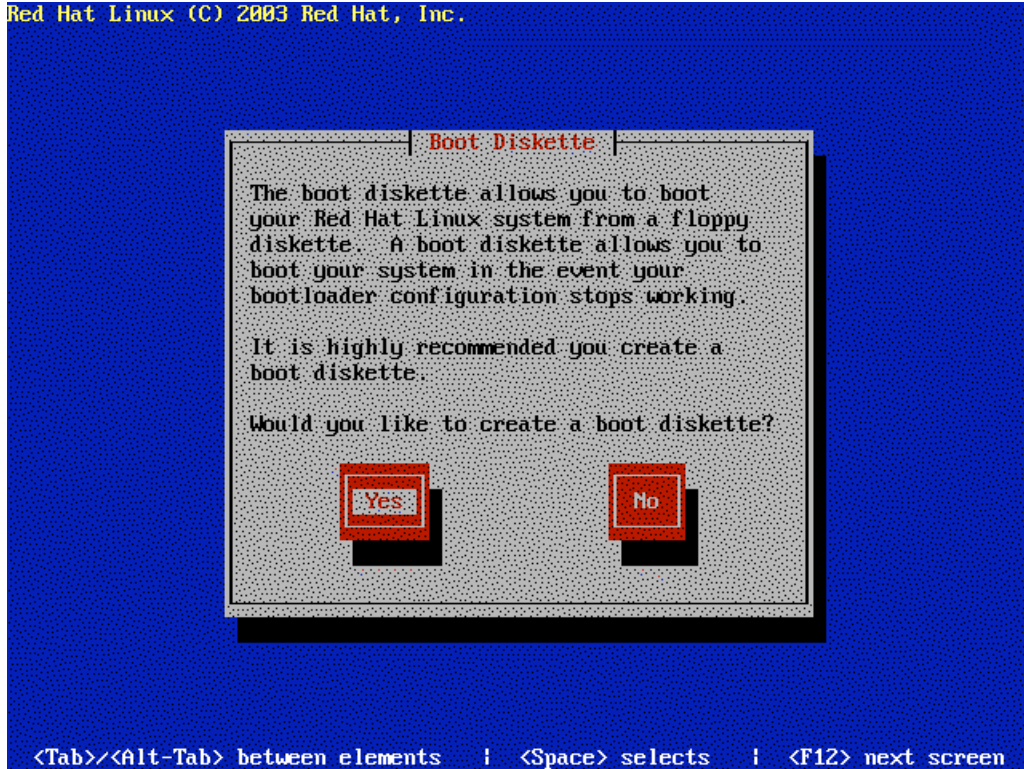 Red Hat Linux (C) 2003 Red Hat, Inc.
Boot Diskette
The boot diskette allows you to boot
your Red Hat Linux system from a floppy
diskette.  A boot diskette allows you to
boot your system in the event your
bootloader configuration stops working.
It is highly recommended you create a
boot diskette.
Would you like to create a boot diskette?
Yes No
<Tab>/<Alt-Tab> between elements   |  <Space> selects   |  <F12> next screen